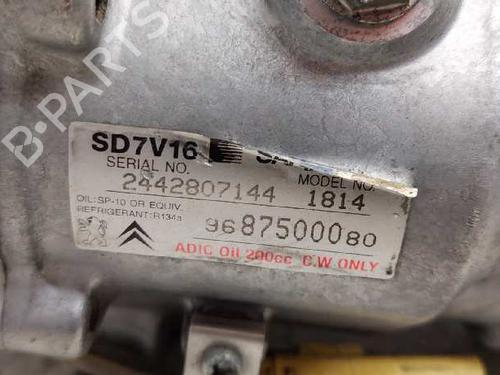 SD7V16
SERIAL NO. MODEL NO.
2442807144 1814
OIL:SP-10 OR EQUIV.
REFRIGERANT:R134a
9687500080
ADIC OIL 200cc C.W ONLY